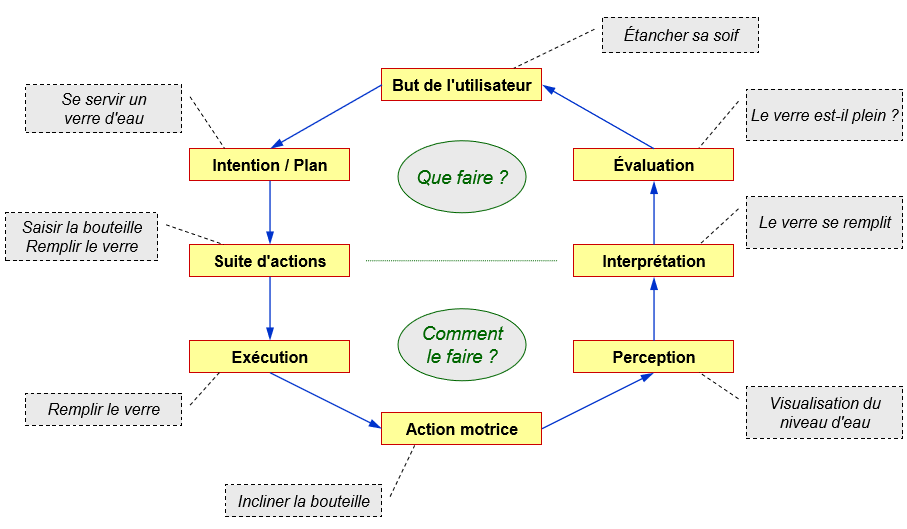 Étancher sa soif
But de l'utilisateur
Se servir un
verre d'eau
Le verre est-il plein ?
Intention / Plan
Que faire ?
Évaluation
Saisir la bouteille
Remplir le verre
Le verre se remplit
Suite d'actions
Interprétation
Comment
le faire ?
Exécution
Perception
Remplir le verre
Visualisation du
niveau d'eau
Action motrice
Incliner la bouteille